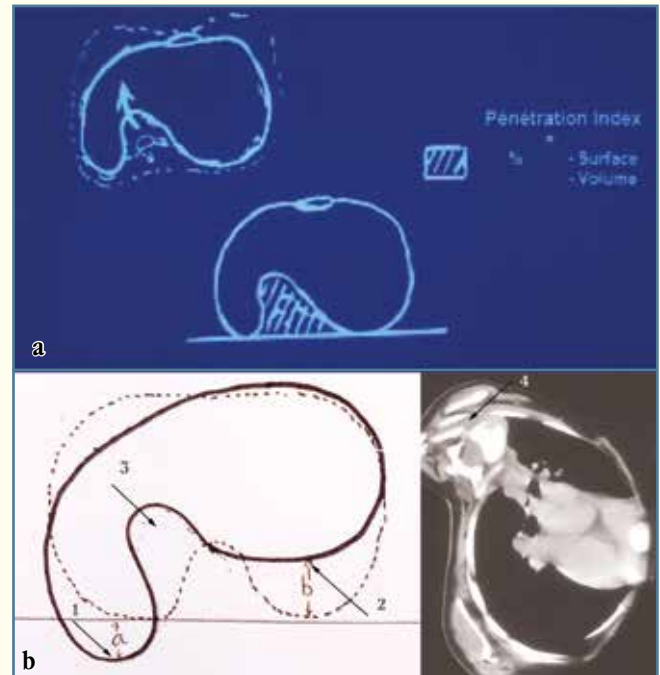 Pénétration Index
% - Surface
- Volume
a
3
1
a
b
2
b
4